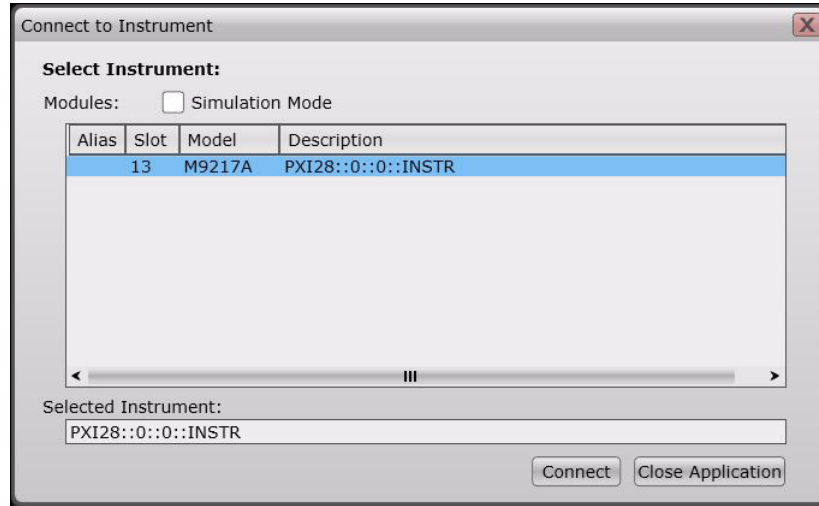 Connect to Instrument
X
Select Instrument:
Modules: Simulation Mode
Alias Slot Model Description
13 M9217A PXI28::0::0::INSTR
Selected Instrument:
PXI28::0::0::INSTR
Connect Close Application